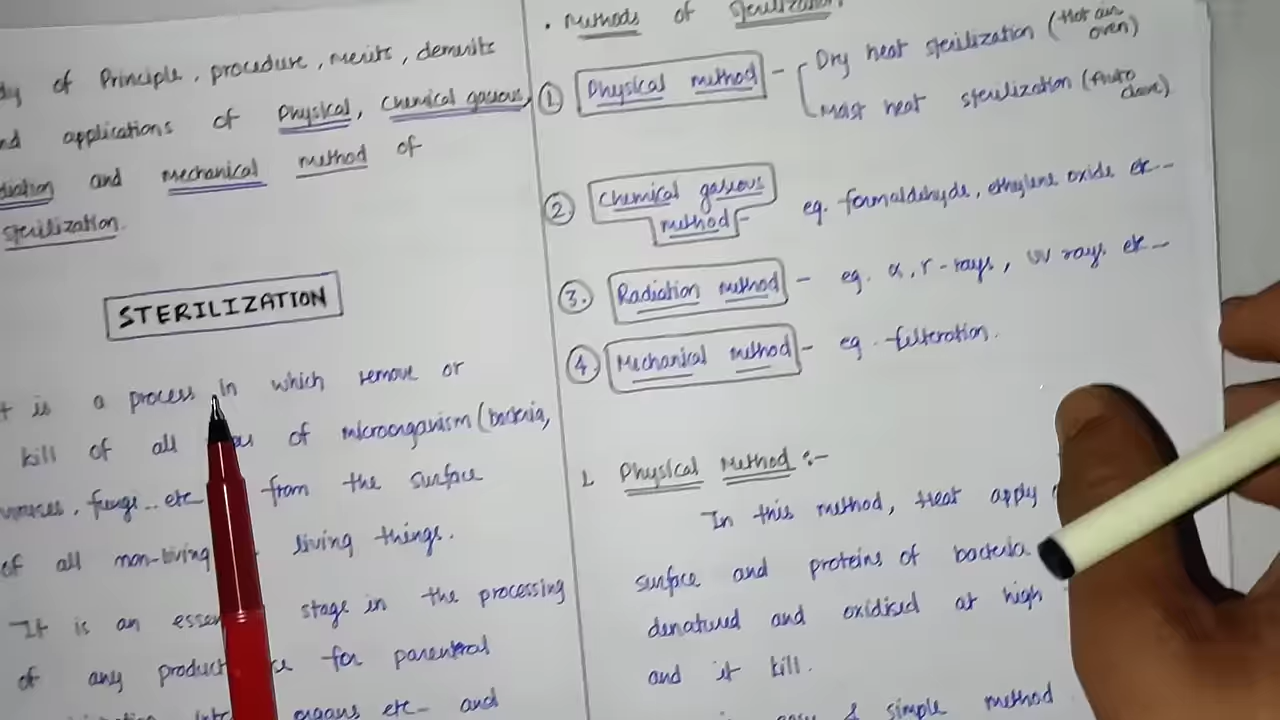 of Principle, procedure, merits, demerits
applications of Physical, Chemical gaseous,
and mechanical method of
sterilization.
STERILIZATION
is a process in which remove or
kill of all of microorganism (bacteria,
fungi.. etc from the surface
of all non-living living things.
It is an stage in the processing
of any product for parentral
organs etc- and
• Methods of sterilization
① Physical method - Dry heat sterilization (Hot air oven)
Moist heat sterilization (Auto clave)
② Chemical gaseous method - eg. formaldehyde, ethylene oxide etc-
③. Radiation method - eg. α, r-rays, UV rays. etc-
④ Mechanical method - eg. filteration.
1. Physical Method :-
In this method, Heat apply
surface and proteins of bacteria
denatured and oxidised at high
and it kill.
easy & simple method